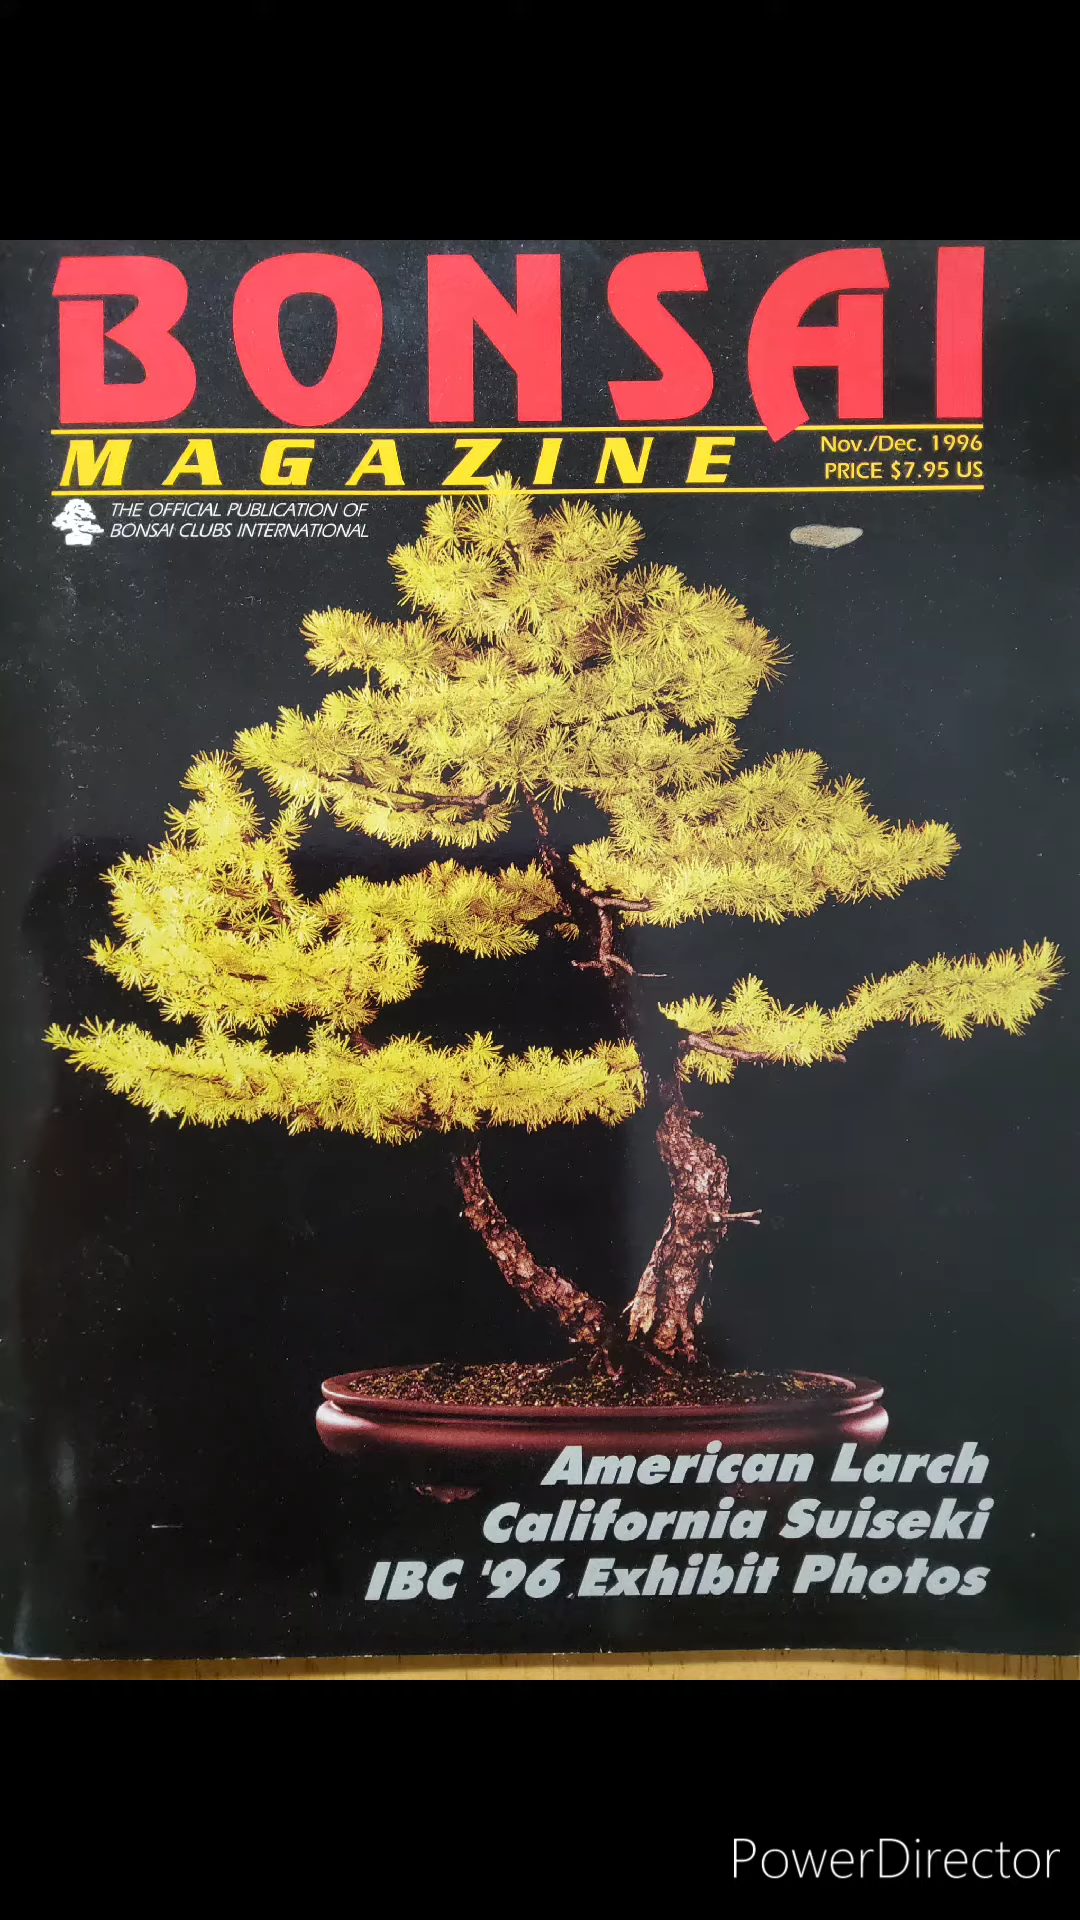 BONSAI
MAGAZINE
Nov./Dec. 1996
PRICE $7.95 US
THE OFFICIAL PUBLICATION OF
BONSAI CLUBS INTERNATIONAL
American Larch
California Suiseki
IBC '96 Exhibit Photos
PowerDirector